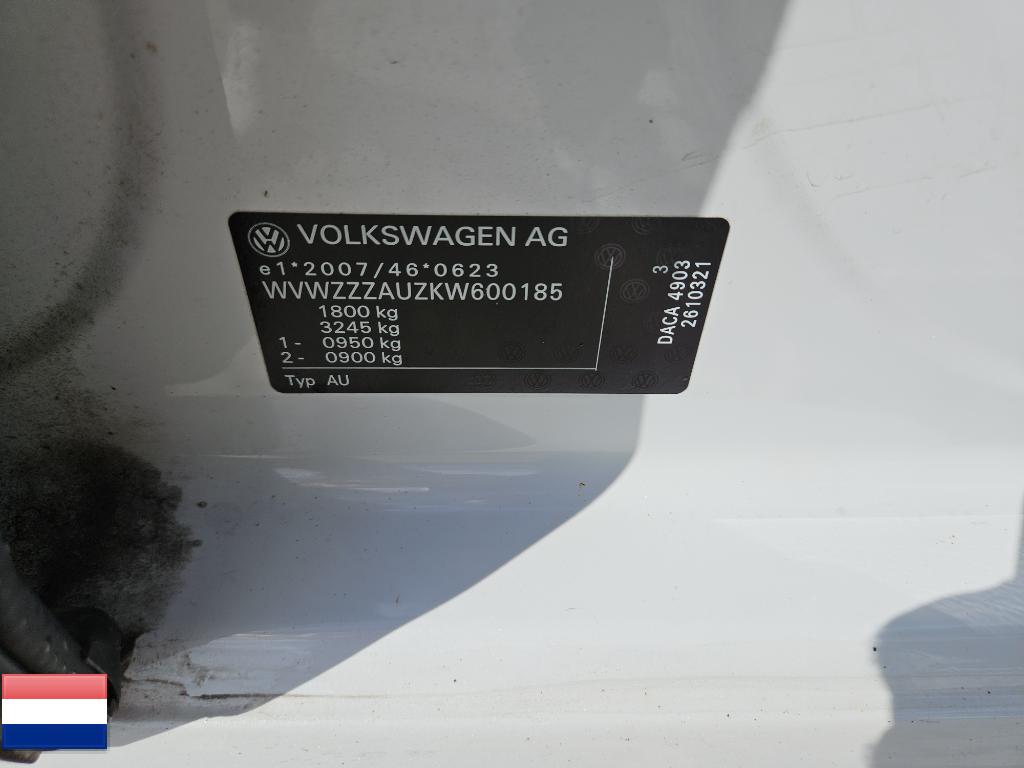 VOLKSWAGEN AG
e1*2007/46*0623
WVWZZZAUZKW600185
1800 kg
3245 kg
1- 0950 kg
2- 0900 kg
Typ AU
3
DACA 4903
2610321